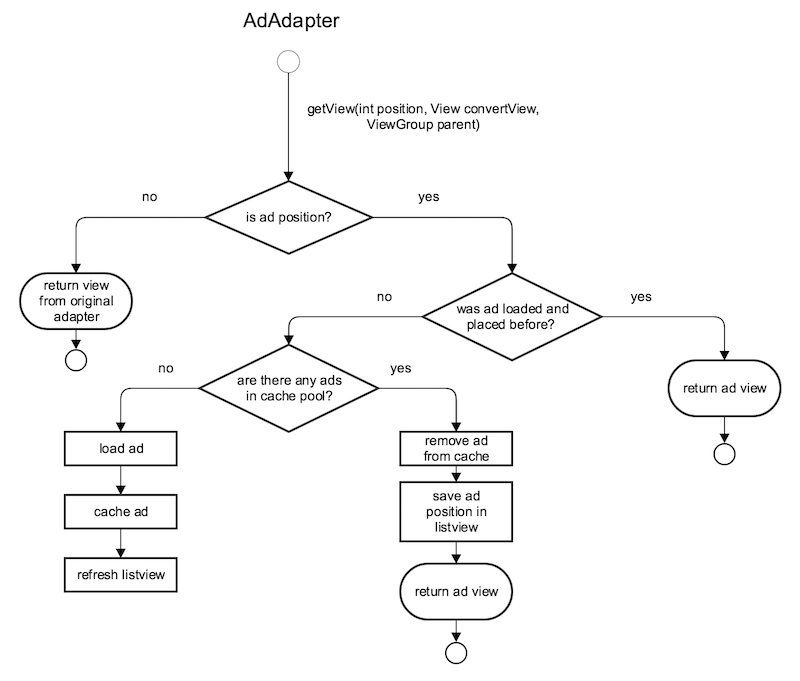 AdAdapter
getView(int position, View convertView,
ViewGroup parent)
no
yes
is ad position?
return view
from original
adapter
no
yes
was ad loaded and
placed before?
no
yes
are there any ads
in cache pool?
return ad view
load ad
remove ad
from cache
cache ad
save ad
position in
listview
refresh listview
return ad view